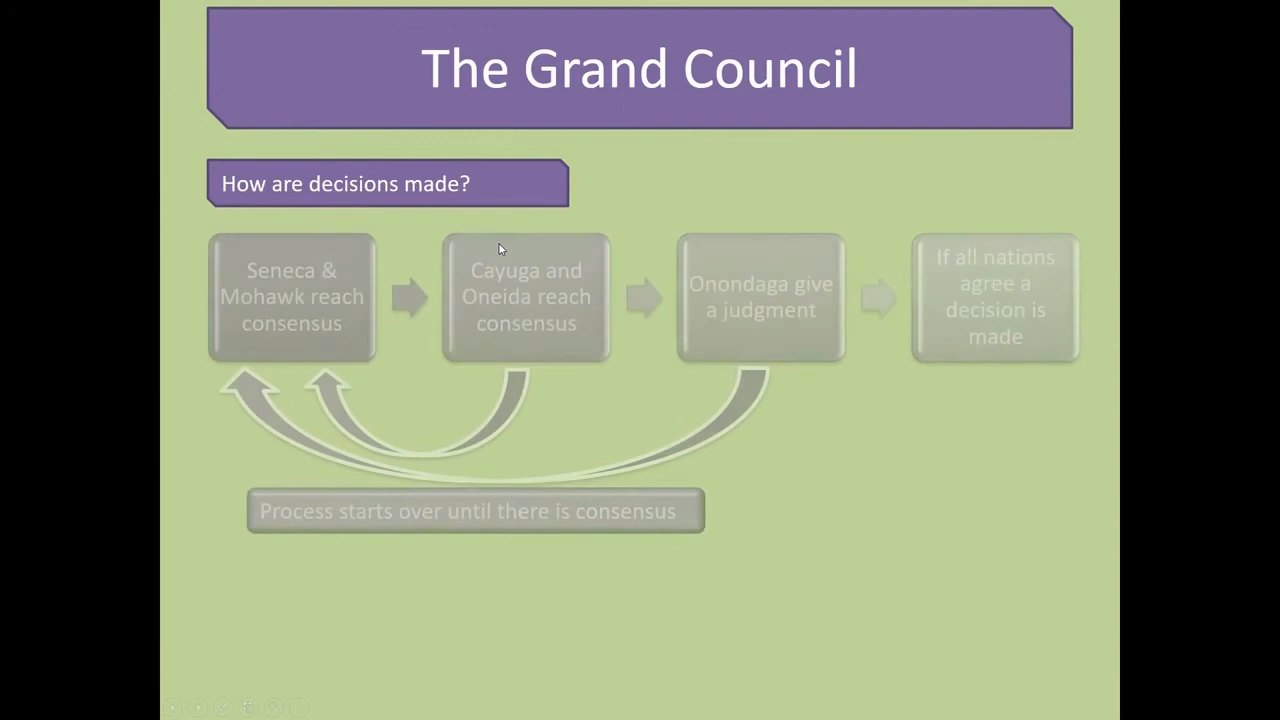 The Grand Council
How are decisions made?
Seneca &
Mohawk reach
consensus
Cayuga and
Oneida reach
consensus
Onondaga give
a judgment
If all nations
agree a
decision is
made
Process starts over until there is consensus